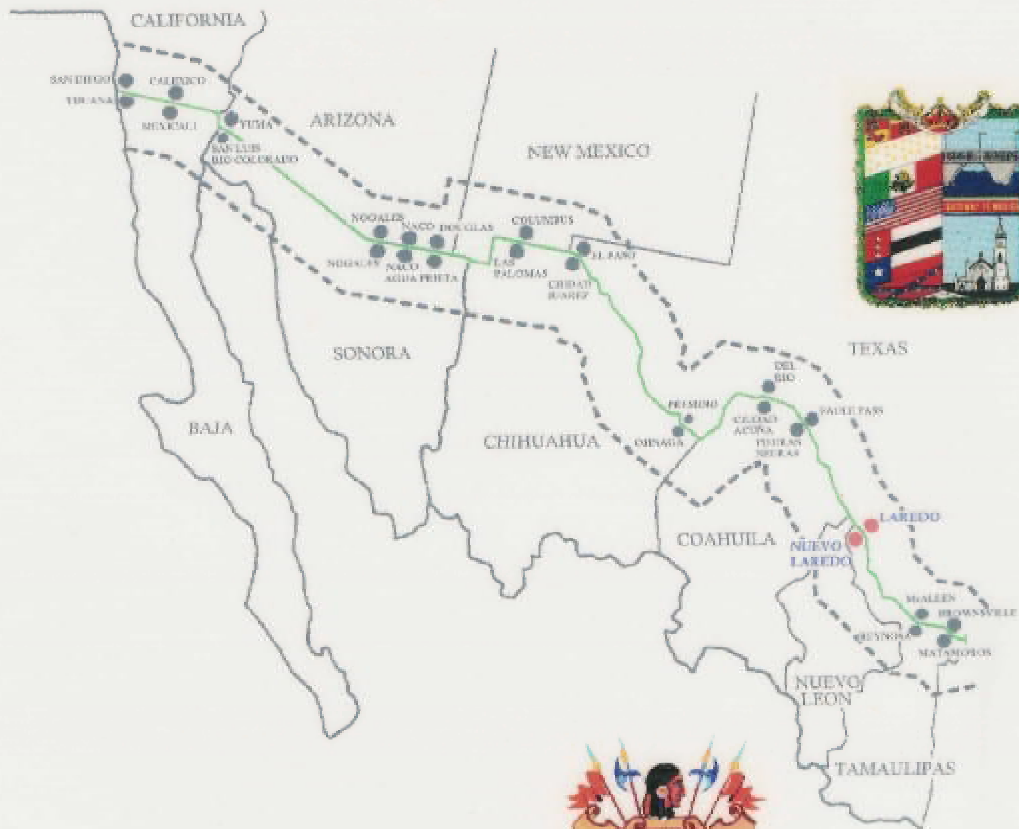 CALIFORNIA
SAN DIEGO
CALEXICO
TIJUANA
MEXICALI
YUMA
ARIZONA
SAN LUIS
RIO COLORADO
NEW MEXICO
NOGALES
NACO
DOUGLAS
COLUMBUS
NOGALES
NACO
AGUA PRIETA
LAS
PALOMAS
EL PASO
CIUDAD
JUAREZ
SONORA
TEXAS
DEL
RIO
PRESIDIO
EAGLE PASS
BAJA
CHIHUAHUA
OJINAGA
CIUDAD
ACUÑA
PIEDRAS
NEGRAS
LAREDO
COAHUILA
NUEVO
LAREDO
McALLEN
BROWNSVILLE
REYNOSA
MATAMOROS
NUEVO
LEON
TAMAULIPAS